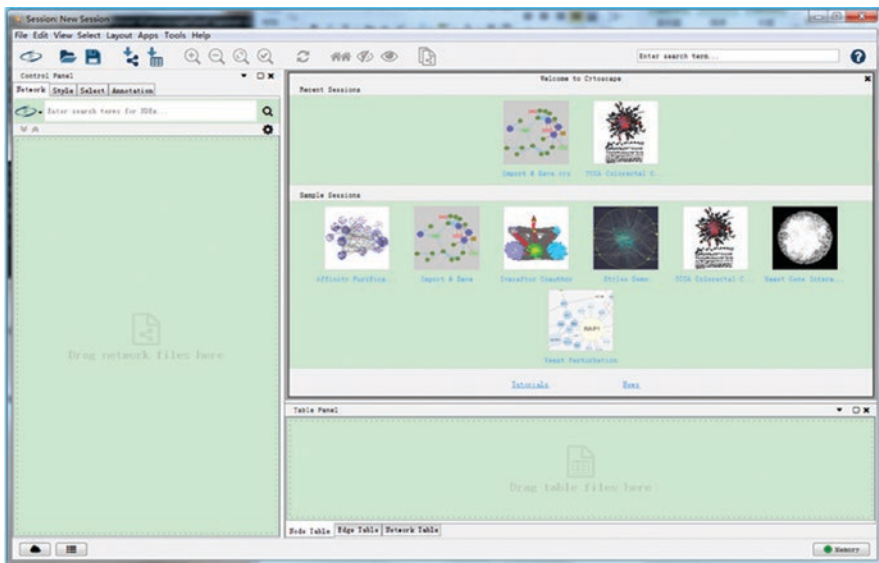 Session: New Session
File Edit View Select Layout Apps Tools Help
Enter search term...
Control Panel
Network Style Select Annotation
Enter search terms for NDEx...
Drag network files here
Welcome to Cytoscape
Recent Sessions
Import & Save.cys
TCGA Colorectal C...
Sample Sessions
Affinity Purifica...
Import & Save
IvsActor Coauthor
Styles Demo
TCGA Colorectal C...
Yeast Gene Intera...
RAP1
Yeast Perturbation
Tutorials News
Table Panel
Drag table files here
Node Table Edge Table Network Table
Memory